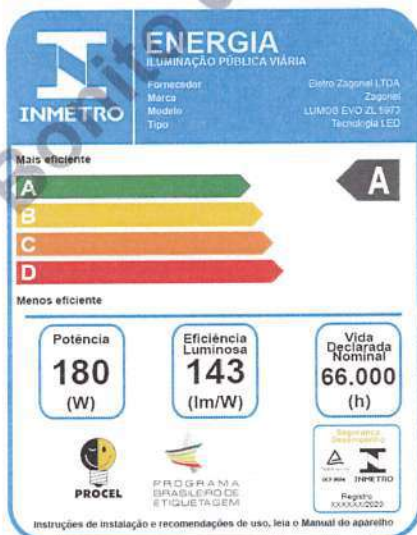 ENERGIA
ILUMINAÇÃO PÚBLICA VIÁRIA
INMETRO
Fornecedor Eletro Zagonel LTDA
Marca Zagonel
Modelo LUMOS EVO ZL 5973
Tipo Tecnologia LED
Mais eficiente
A A
B
C
D
Menos eficiente
Potência
180
(W)
Eficiência
Luminosa
143
(lm/W)
Vida
Declarada
Nominal
66.000
(h)
PROCEL
PROGRAMA
BRASILEIRO DE
ETIQUETAGEM
Segurança
Desempenho
INMETRO
Registro
XXXXXX/2020
Instruções de instalação e recomendações de uso, leia o Manual do aparelho